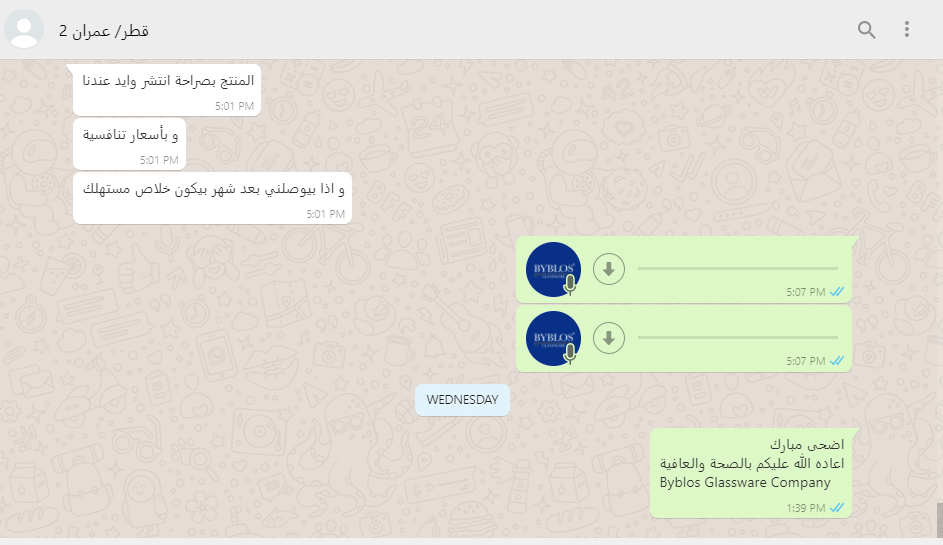 قطر/ عمران 2
المنتج بصراحة انتشر وايد عندنا
5:01 PM
و بأسعار تنافسية
5:01 PM
و اذا بيوصلني بعد شهر بيكون خلاص مستهلك
5:01 PM
BYBLOS
5:07 PM
BYBLOS
5:07 PM
WEDNESDAY
اضحى مبارك
اعاده الله عليكم بالصحة والعافية
Byblos Glassware Company
1:39 PM